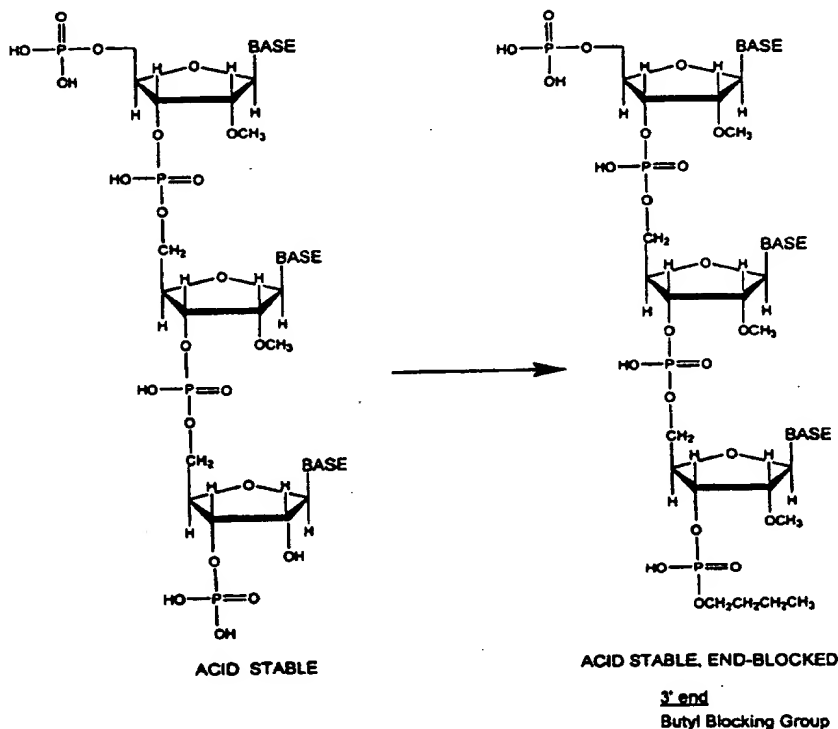 O
BASE
HO-P-O
O
H H
OH
H H
O OCH₃
HO-P=O
O
CH₂
BASE
H O H
H H
O OCH₃
HO-P=O
O
CH₂
BASE
H O H
H H
O OH
HO-P=O
OH
ACID STABLE
O
BASE
HO-P-O
O
H H
OH
H H
O OCH₃
HO-P=O
O
CH₂
BASE
H O H
H H
O OCH₃
HO-P=O
O
CH₂
BASE
H O H
H H
O OCH₃
HO-P=O
OCH₂CH₂CH₂CH₃
ACID STABLE, END-BLOCKED
3' end
Butyl Blocking Group